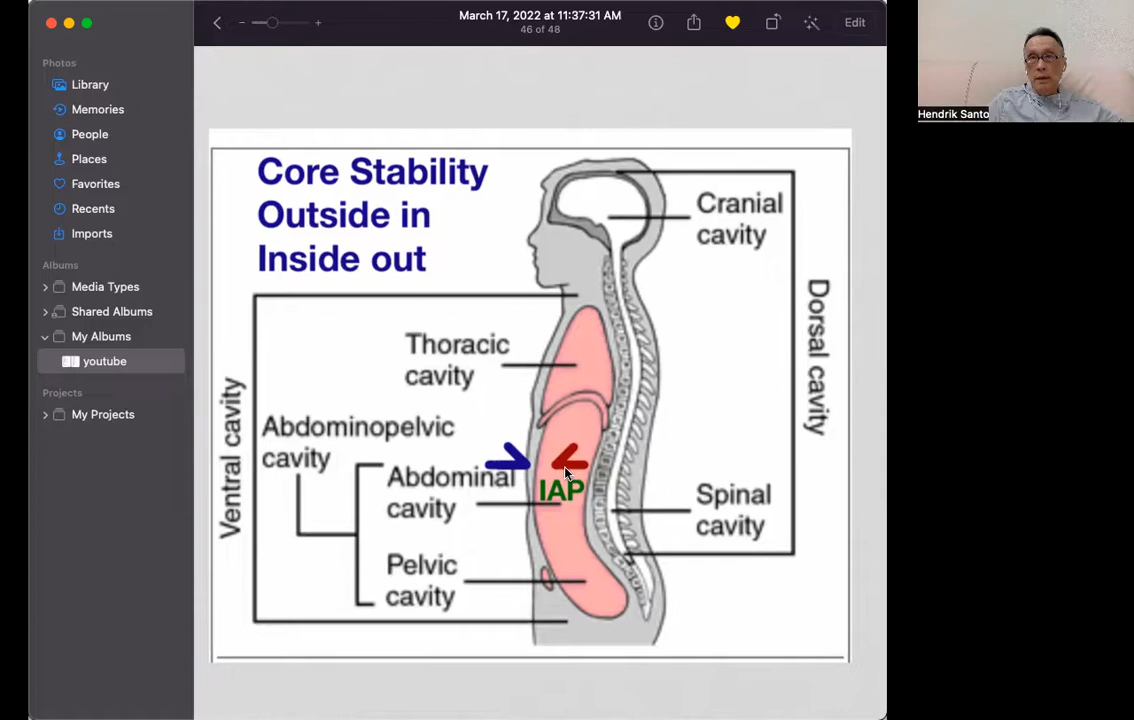 March 17, 2022 at 11:37:31 AM
46 of 48
Edit
Photos
Library
Memories
People
Places
Favorites
Recents
Imports
Albums
Media Types
Shared Albums
My Albums
youtube
Projects
My Projects
Core Stability
Outside in
Inside out
Cranial
cavity
Dorsal cavity
Thoracic
cavity
Ventral cavity
Abdominopelvic
cavity
Abdominal
cavity
IAP
Spinal
cavity
Pelvic
cavity
Hendrik Santo